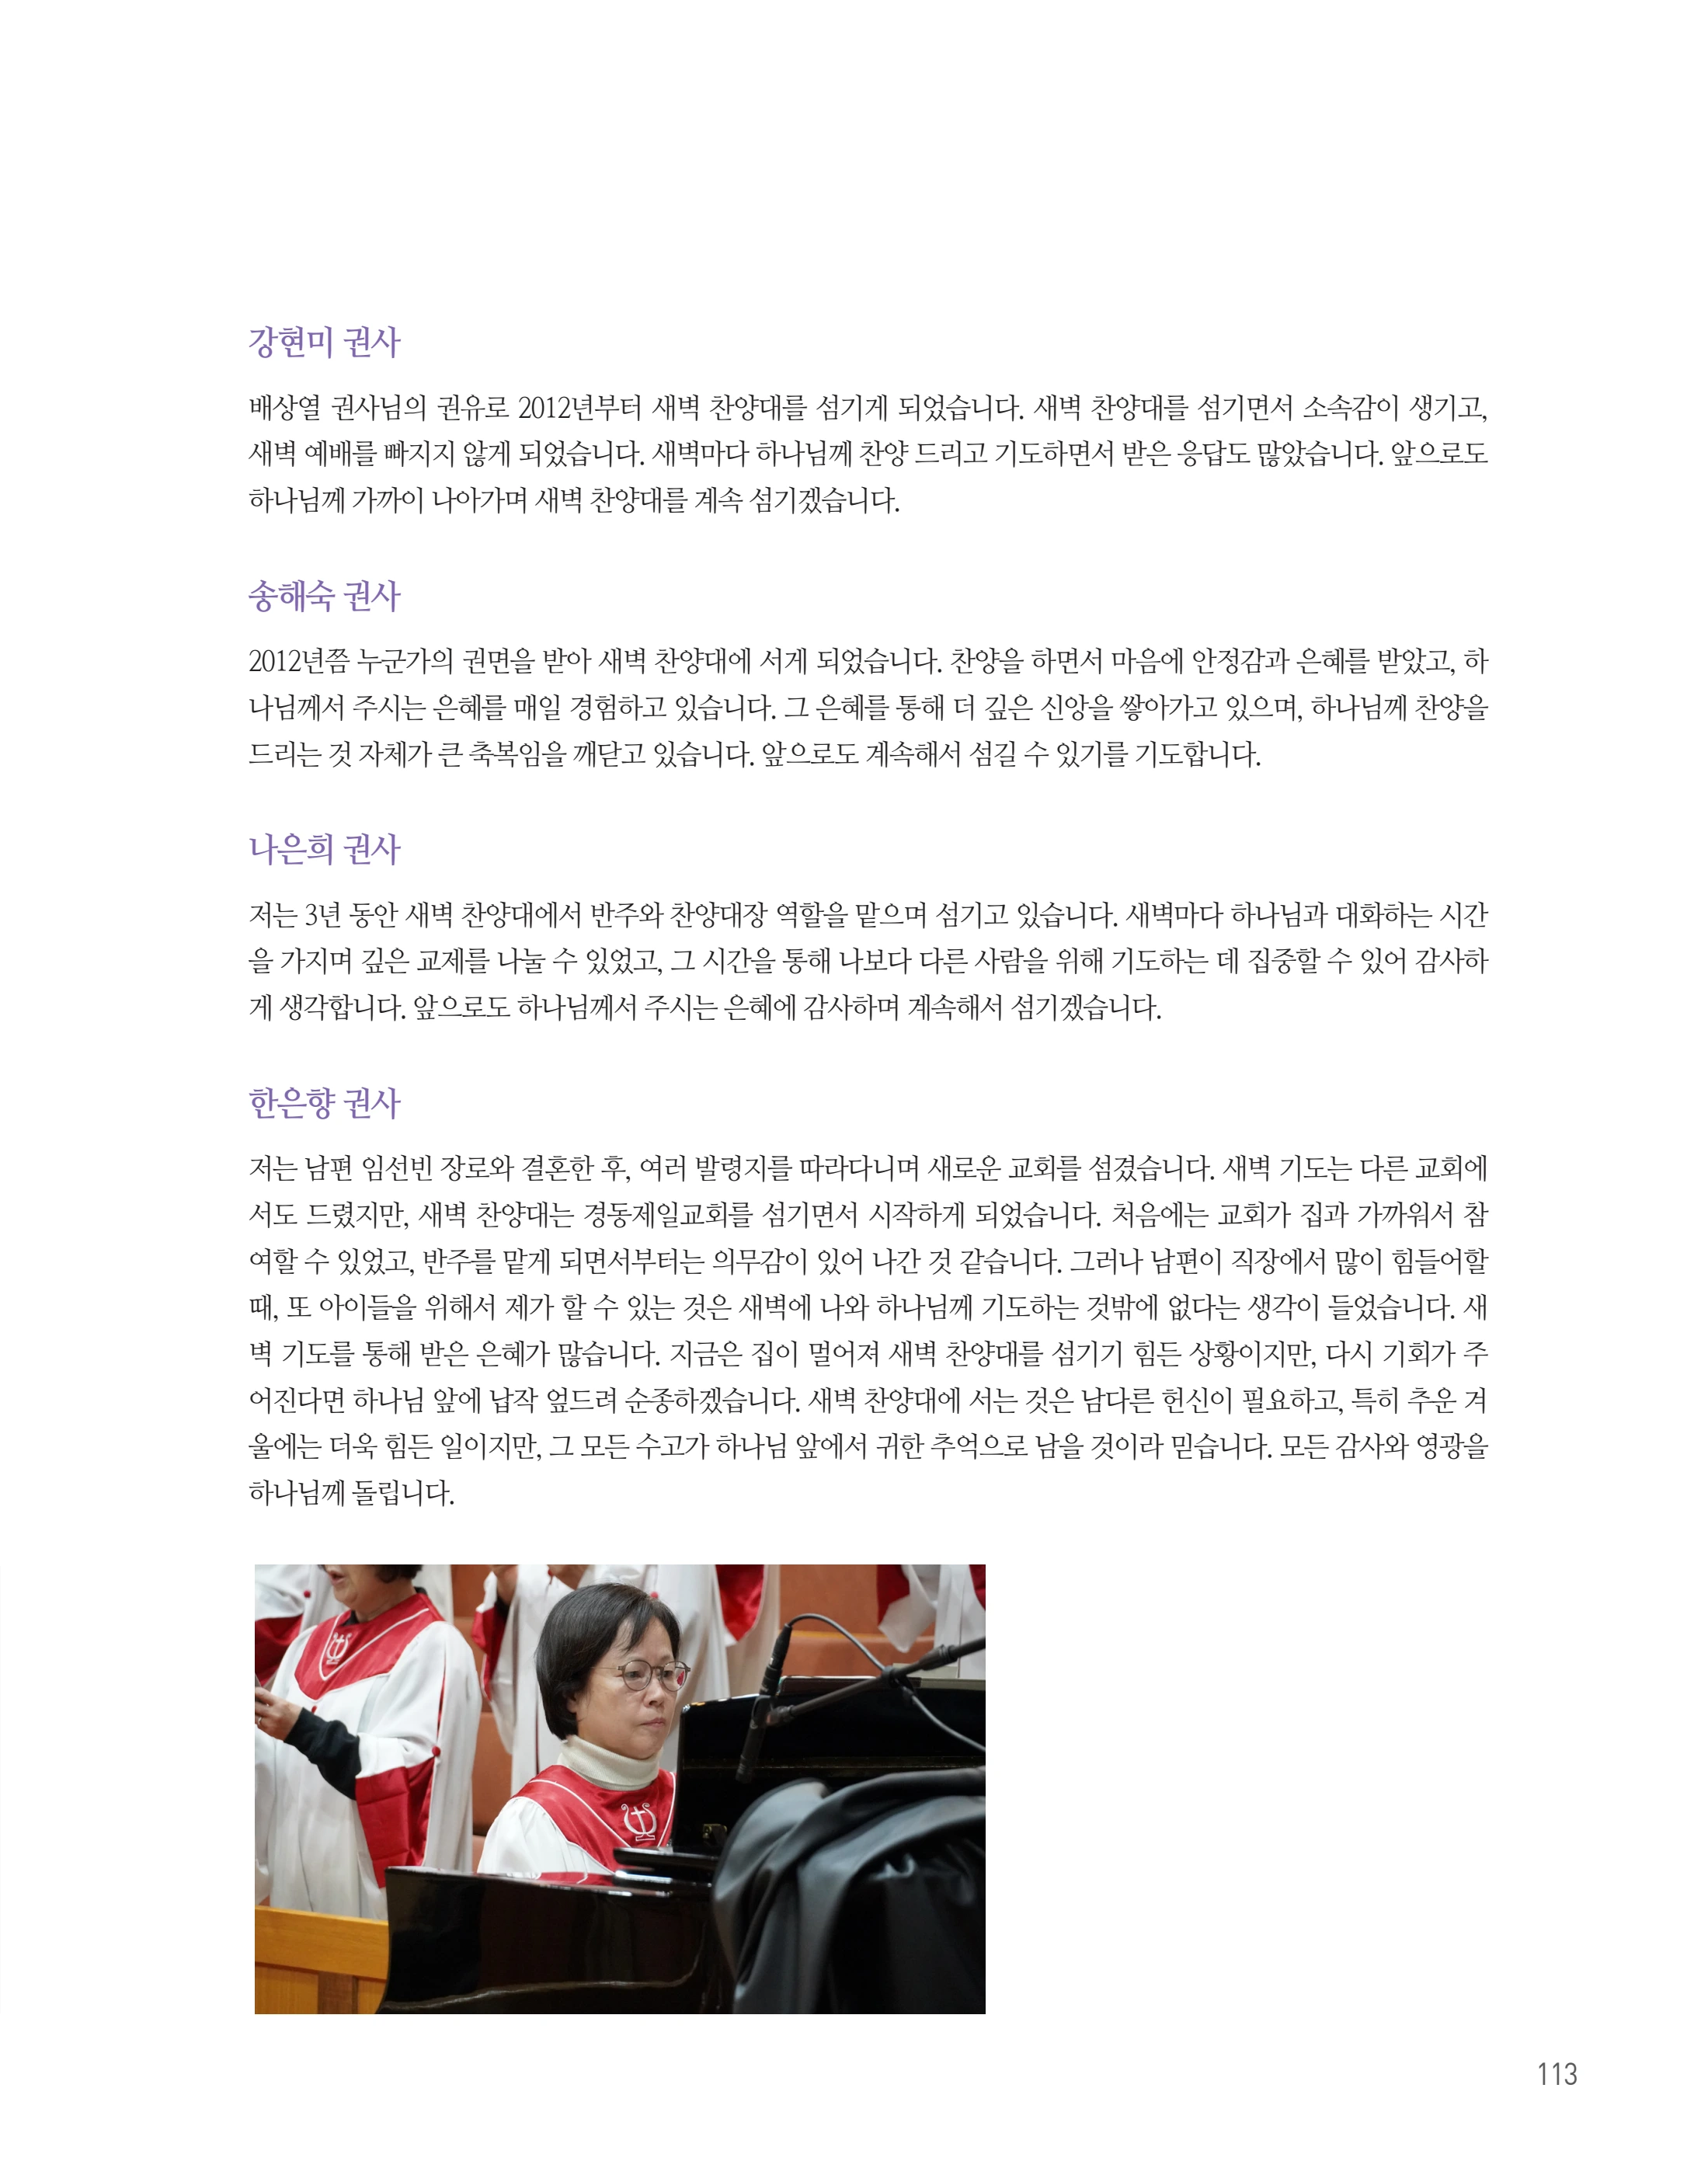 강현미 권사
배상열 권사님의 권유로 2012년부터 새벽 찬양대를 섬기게 되었습니다. 새벽 찬양대를 섬기면서 소속감이 생기고,
새벽 예배를 빠지지 않게 되었습니다. 새벽마다 하나님께 찬양 드리고 기도하면서 받은 응답도 많았습니다. 앞으로도
하나님께 가까이 나아가며 새벽 찬양대를 계속 섬기겠습니다.
송해숙 권사
2012년쯤 누군가의 권면을 받아 새벽 찬양대에 서게 되었습니다. 찬양을 하면서 마음에 안정감과 은혜를 받았고, 하
나님께서 주시는 은혜를 매일 경험하고 있습니다. 그 은혜를 통해 더 깊은 신앙을 쌓아가고 있으며, 하나님께 찬양을
드리는 것 자체가 큰 축복임을 깨닫고 있습니다. 앞으로도 계속해서 섬길 수 있기를 기도합니다.
나은희 권사
저는 3년 동안 새벽 찬양대에서 반주와 찬양대장 역할을 맡으며 섬기고 있습니다. 새벽마다 하나님과 대화하는 시간
을 가지며 깊은 교제를 나눌 수 있었고, 그 시간을 통해 나보다 다른 사람을 위해 기도하는 데 집중할 수 있어 감사하
게 생각합니다. 앞으로도 하나님께서 주시는 은혜에 감사하며 계속해서 섬기겠습니다.
한은향 권사
저는 남편 임선빈 장로와 결혼한 후, 여러 발령지를 따라다니며 새로운 교회를 섬겼습니다. 새벽 기도는 다른 교회에
서도 드렸지만, 새벽 찬양대는 경동제일교회를 섬기면서 시작하게 되었습니다. 처음에는 교회가 집과 가까워서 참
여할 수 있었고, 반주를 맡게 되면서부터는 의무감이 있어 나간 것 같습니다. 그러나 남편이 직장에서 많이 힘들어할
때, 또 아이들을 위해서 제가 할 수 있는 것은 새벽에 나와 하나님께 기도하는 것밖에 없다는 생각이 들었습니다. 새
벽 기도를 통해 받은 은혜가 많습니다. 지금은 집이 멀어져 새벽 찬양대를 섬기기 힘든 상황이지만, 다시 기회가 주
어진다면 하나님 앞에 납작 엎드려 순종하겠습니다. 새벽 찬양대에 서는 것은 남다른 헌신이 필요하고, 특히 추운 겨
울에는 더욱 힘든 일이지만, 그 모든 수고가 하나님 앞에서 귀한 추억으로 남을 것이라 믿습니다. 모든 감사와 영광을
하나님께 돌립니다.
113